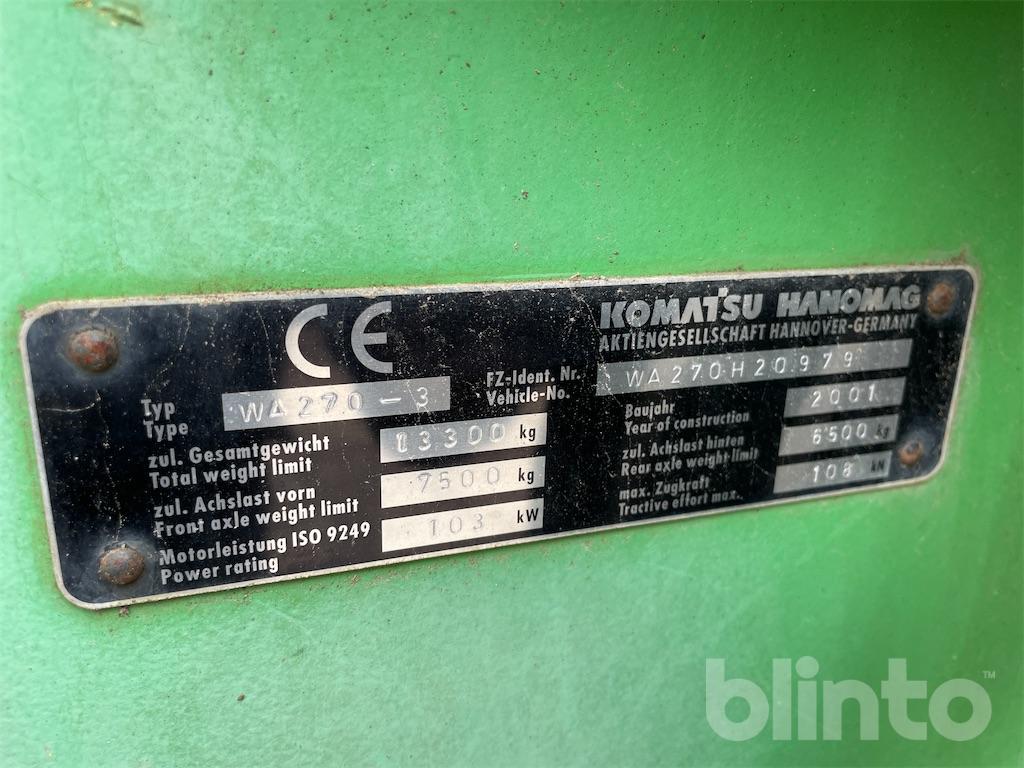 CE
KOMATSU HANOMAG
AKTIENGESELLSCHAFT HANNOVER-GERMANY
Typ
Type
WA270-3
FZ-Ident. Nr.
Vehicle-No.
WA270H20979
zul. Gesamtgewicht
Total weight limit
13300 kg
Baujahr
Year of construction
2001
zul. Achslast vorn
Front axle weight limit
7500 kg
zul. Achslast hinten
Rear axle weight limit
6500 kg
Motorleistung ISO 9249
Power rating
103 kW
max. Zugkraft
Tractive effort max.
108 kN
blinto™